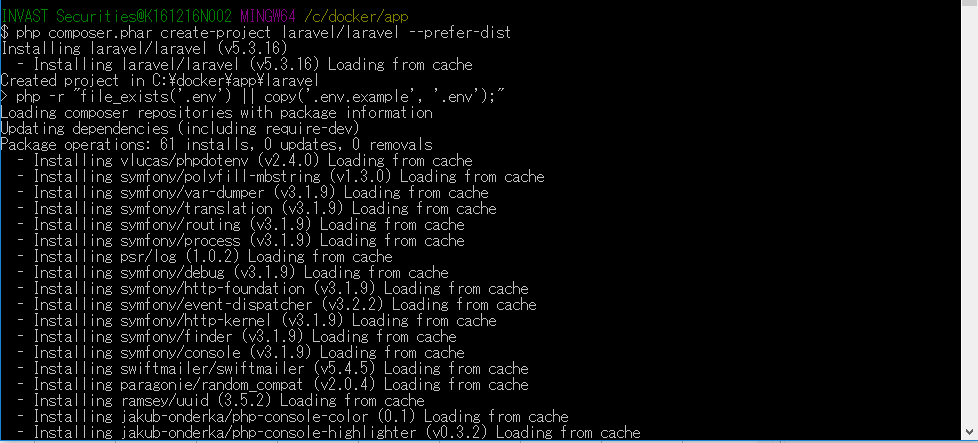 INVAST Securities@K161216N002 MINGW64 /c/docker/app
$ php composer.phar create-project laravel/laravel --prefer-dist
Installing laravel/laravel (v5.3.16)
  - Installing laravel/laravel (v5.3.16) Loading from cache
Created project in C:¥docker¥app¥laravel
> php -r "file_exists('.env') || copy('.env.example', '.env');"
Loading composer repositories with package information
Updating dependencies (including require-dev)
Package operations: 61 installs, 0 updates, 0 removals
  - Installing vlucas/phpdotenv (v2.4.0) Loading from cache
  - Installing symfony/polyfill-mbstring (v1.3.0) Loading from cache
  - Installing symfony/var-dumper (v3.1.9) Loading from cache
  - Installing symfony/translation (v3.1.9) Loading from cache
  - Installing symfony/routing (v3.1.9) Loading from cache
  - Installing symfony/process (v3.1.9) Loading from cache
  - Installing psr/log (1.0.2) Loading from cache
  - Installing symfony/debug (v3.1.9) Loading from cache
  - Installing symfony/http-foundation (v3.1.9) Loading from cache
  - Installing symfony/event-dispatcher (v3.2.2) Loading from cache
  - Installing symfony/http-kernel (v3.1.9) Loading from cache
  - Installing symfony/finder (v3.1.9) Loading from cache
  - Installing symfony/console (v3.1.9) Loading from cache
  - Installing swiftmailer/swiftmailer (v5.4.5) Loading from cache
  - Installing paragonie/random_compat (v2.0.4) Loading from cache
  - Installing ramsey/uuid (3.5.2) Loading from cache
  - Installing jakub-onderka/php-console-color (0.1) Loading from cache
  - Installing jakub-onderka/php-console-highlighter (v0.3.2) Loading from cache